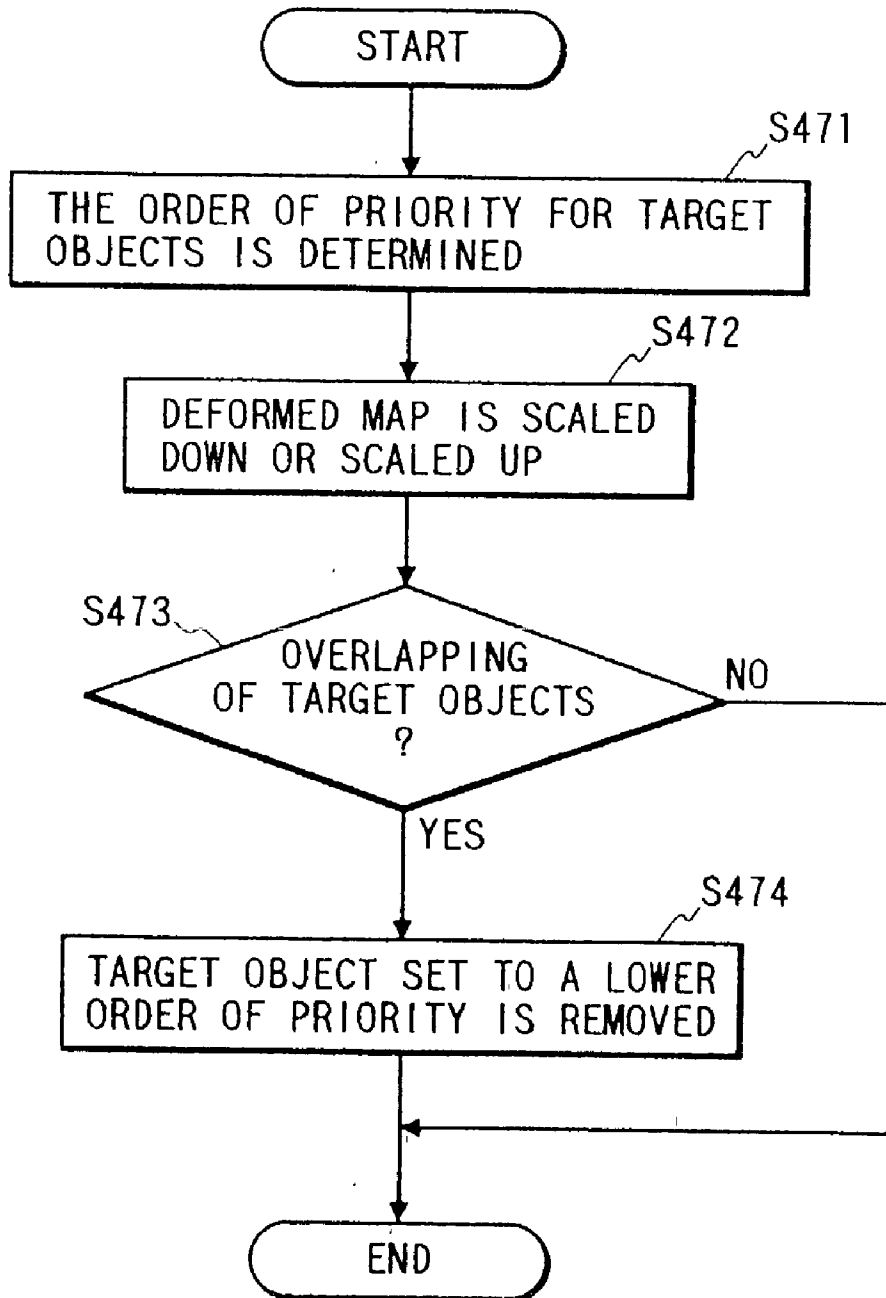 START
S471
THE ORDER OF PRIORITY FOR TARGET
OBJECTS IS DETERMINED
S472
DEFORMED MAP IS SCALED
DOWN OR SCALED UP
S473
OVERLAPPING
OF TARGET OBJECTS
?
NO
YES
S474
TARGET OBJECT SET TO A LOWER
ORDER OF PRIORITY IS REMOVED
END